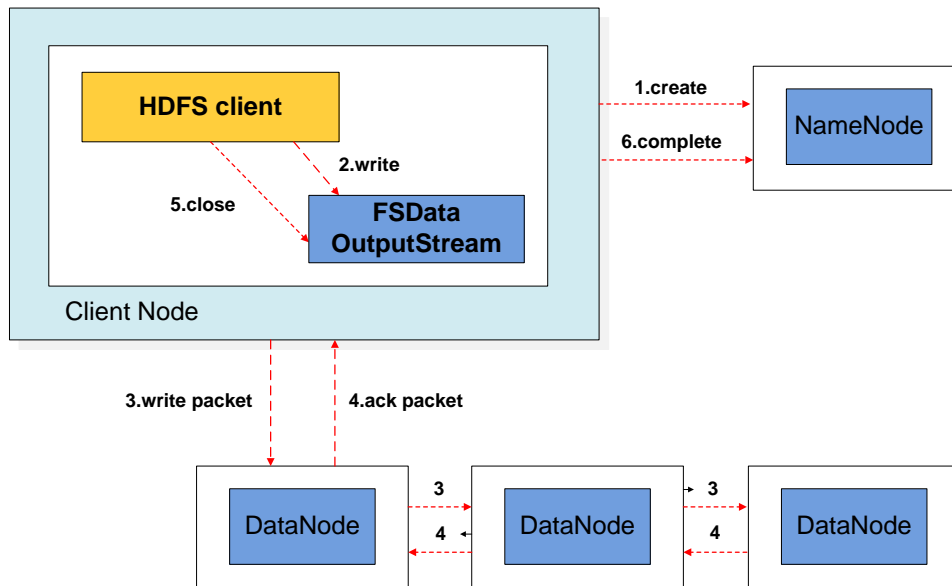 HDFS client
1.create
NameNode
6.complete
2.write
5.close
FSData
OutputStream
Client Node
3.write packet
4.ack packet
3
3
DataNode
DataNode
DataNode
4
4